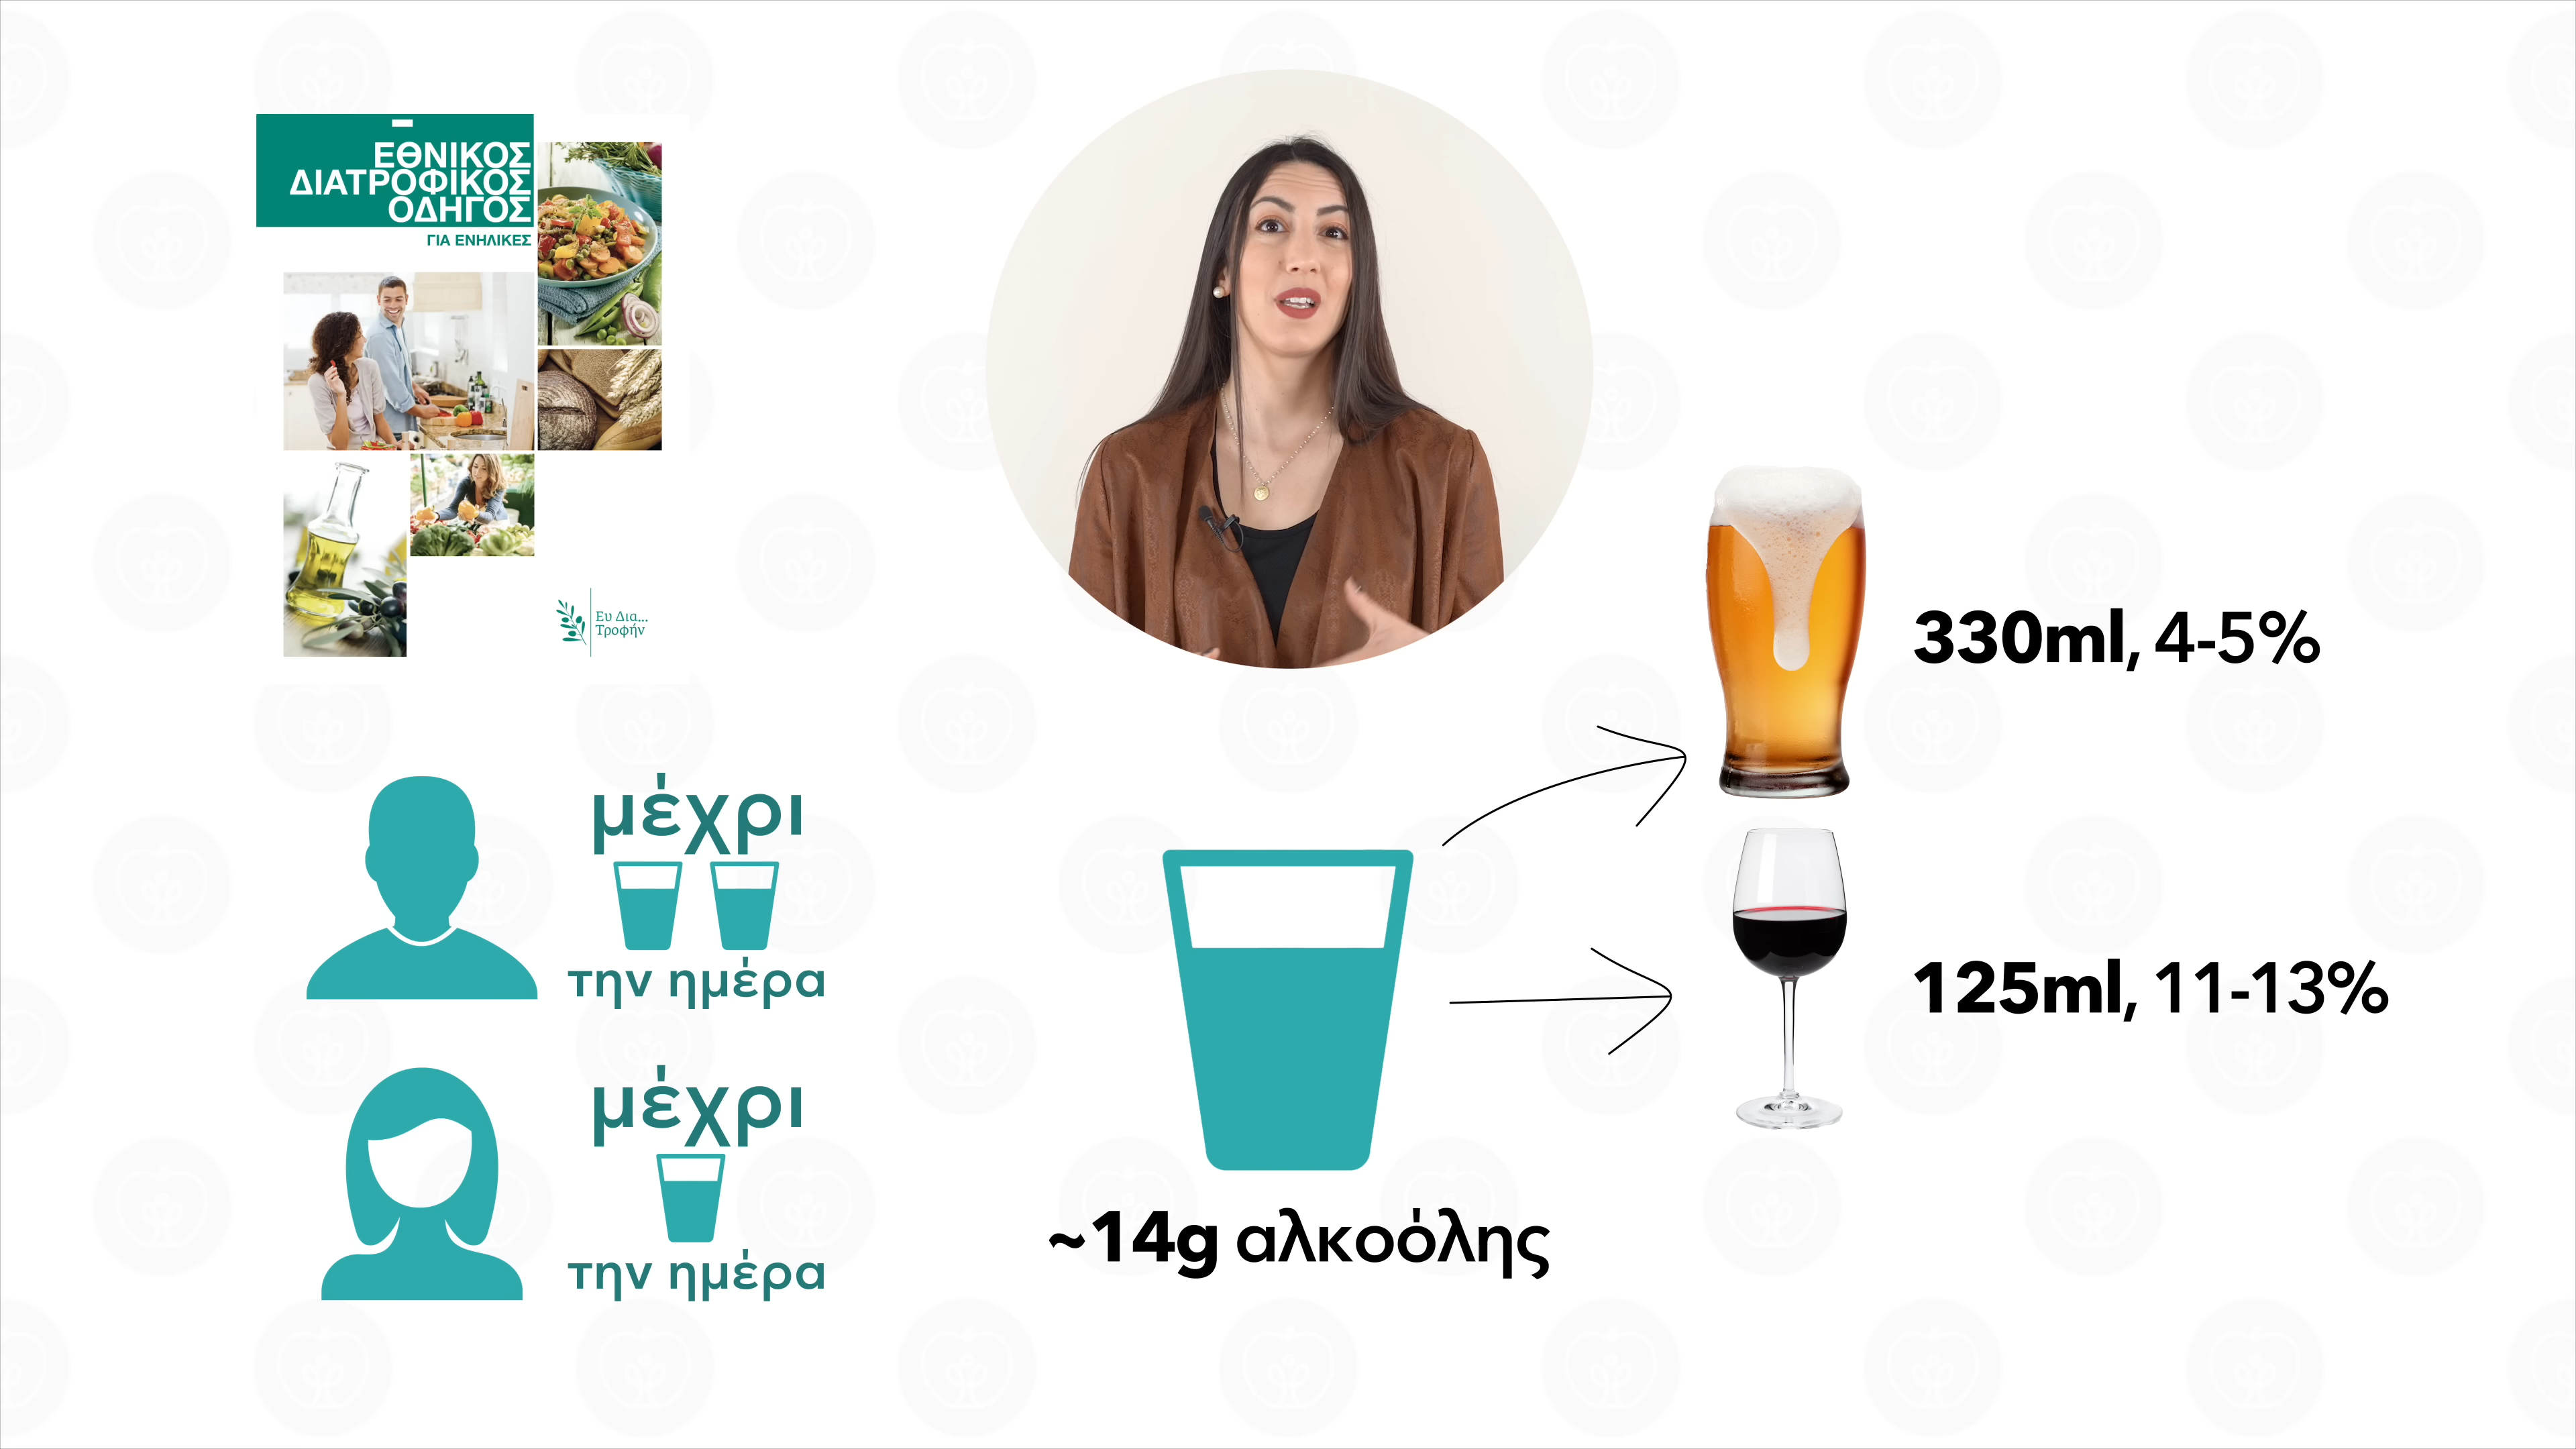 ΕΘΝΙΚΟΣ
ΔΙΑΤΡΟΦΙΚΟΣ
ΟΔΗΓΟΣ
ΓΙΑ ΕΝΗΛΙΚΕΣ
Ευ Δια...
Τροφήν
μέχρι
την ημέρα
μέχρι
την ημέρα
~14g αλκοόλης
330ml, 4-5%
125ml, 11-13%